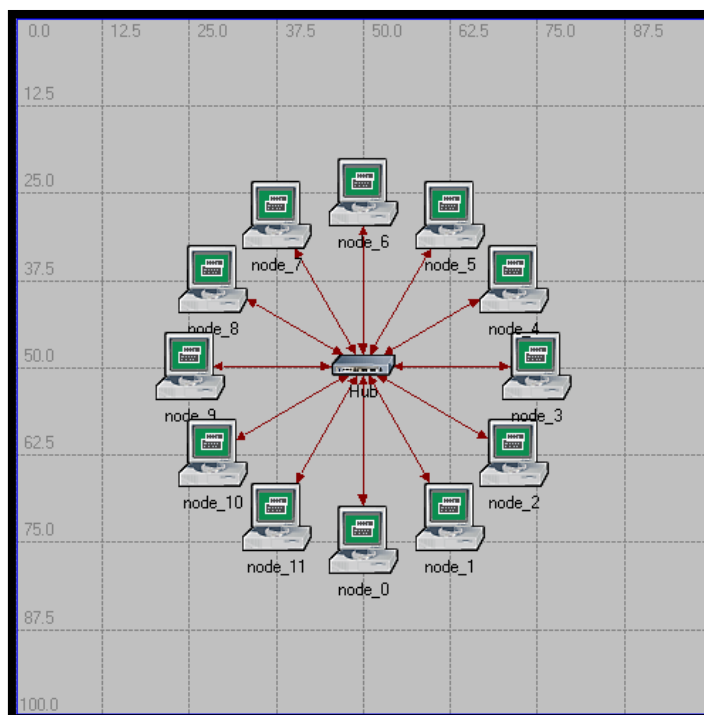 0.0 12.5 25.0 37.5 50.0 62.5 75.0 87.5
12.5
25.0
node_6
node_7 node_5
37.5
node_8 node_4
50.0
Hub
node_9 node_3
62.5
node_10 node_2
75.0
node_11 node_1
node_0
87.5
100.0